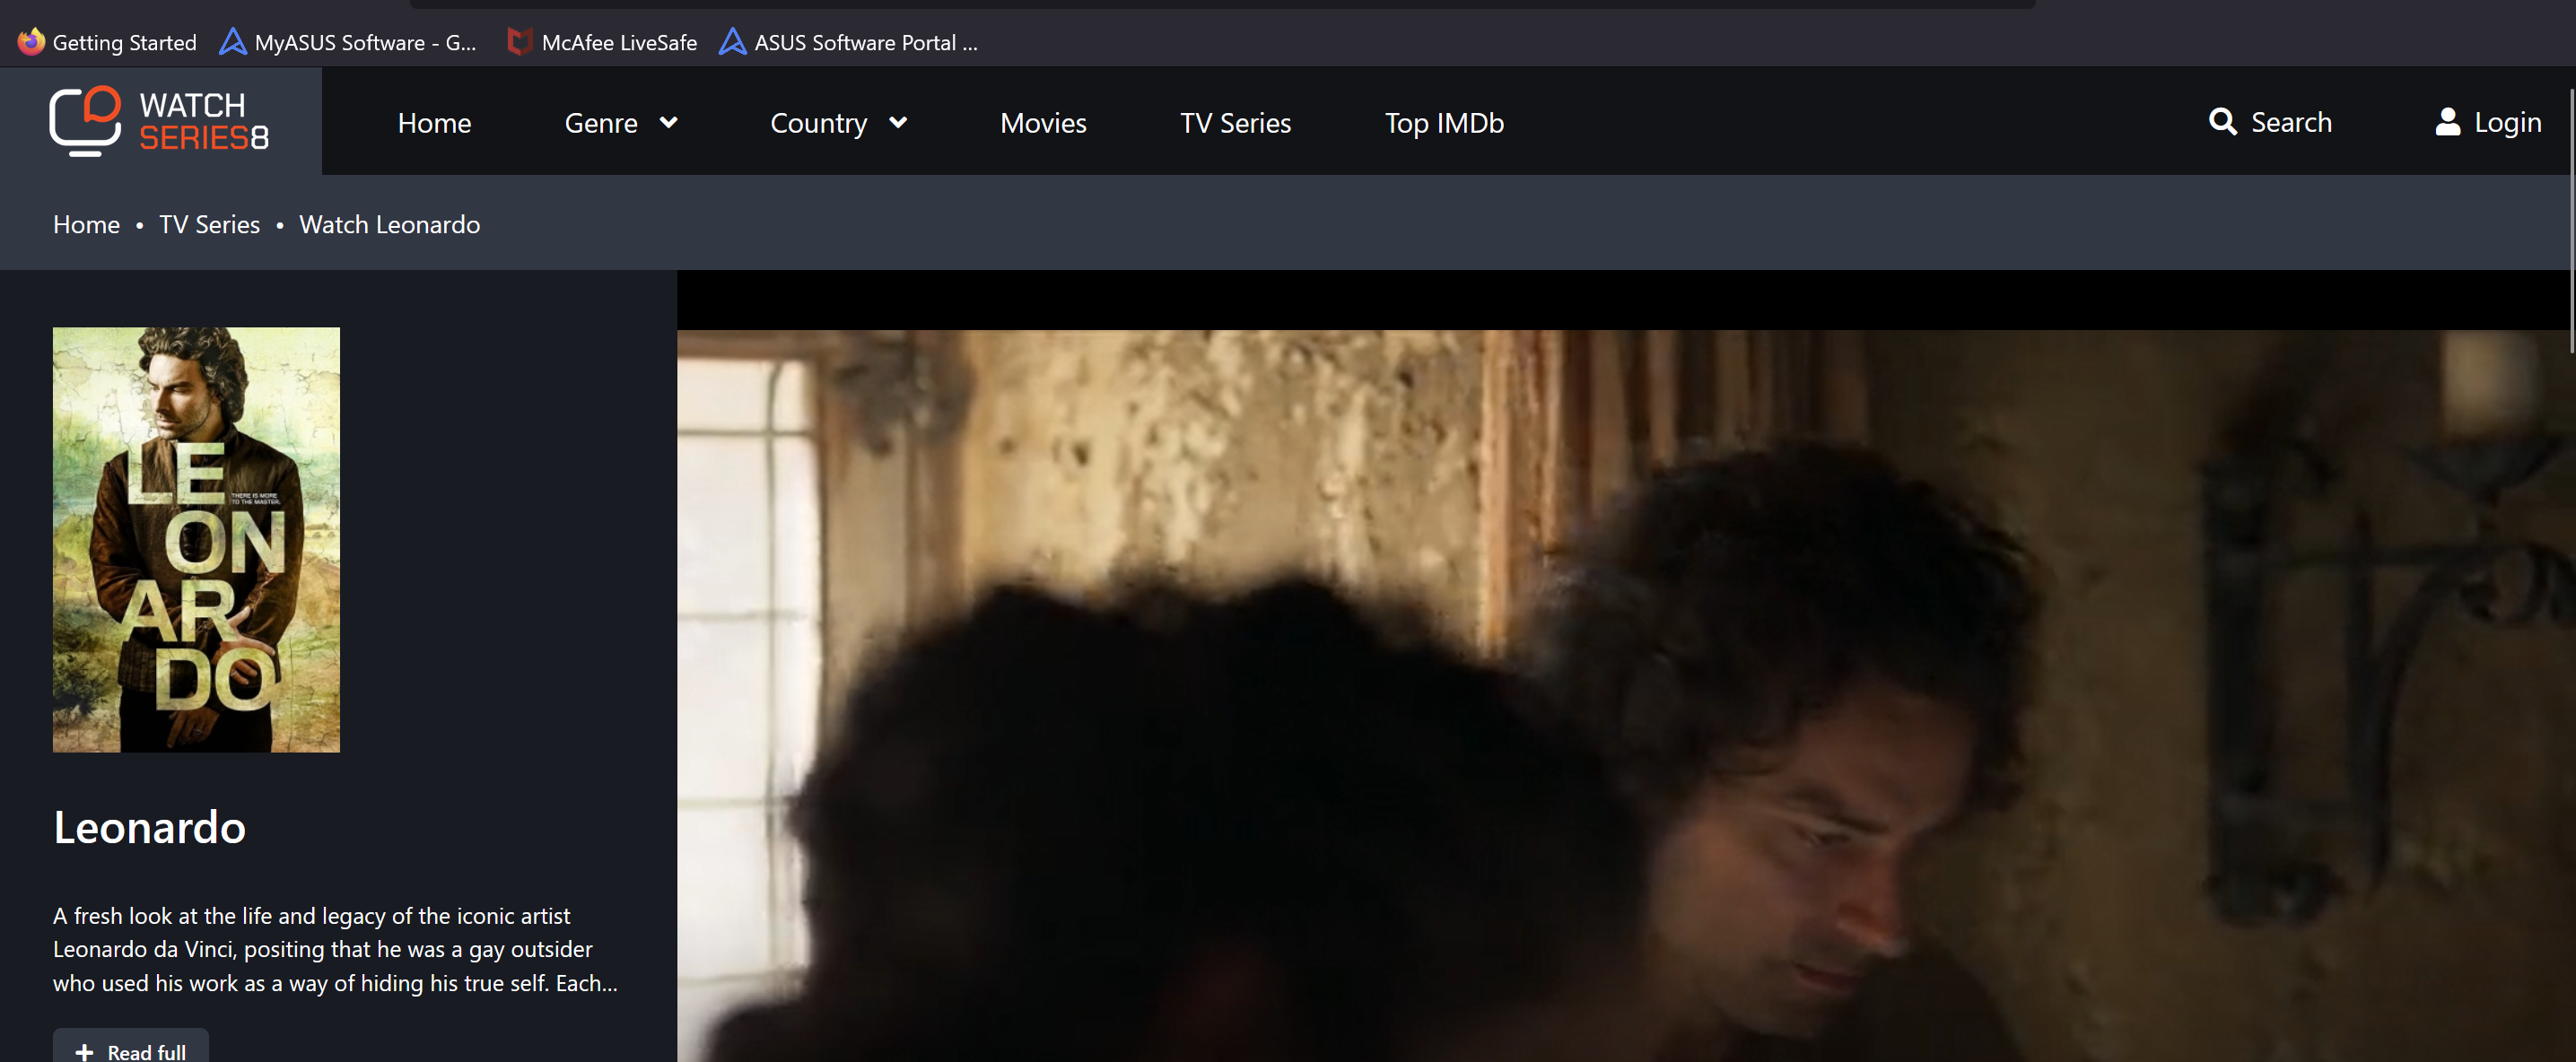 Getting Started
MyASUS Software - G...
McAfee LiveSafe
ASUS Software Portal ...
WATCH
SERIES8
Home
Genre
Country
Movies
TV Series
Top IMDb
Search
Login
Home • TV Series • Watch Leonardo
LE
THERE IS MORE
TO THE MASTER.
ON
AR
DO
Leonardo
A fresh look at the life and legacy of the iconic artist
Leonardo da Vinci, positing that he was a gay outsider
who used his work as a way of hiding his true self. Each...
+ Read full